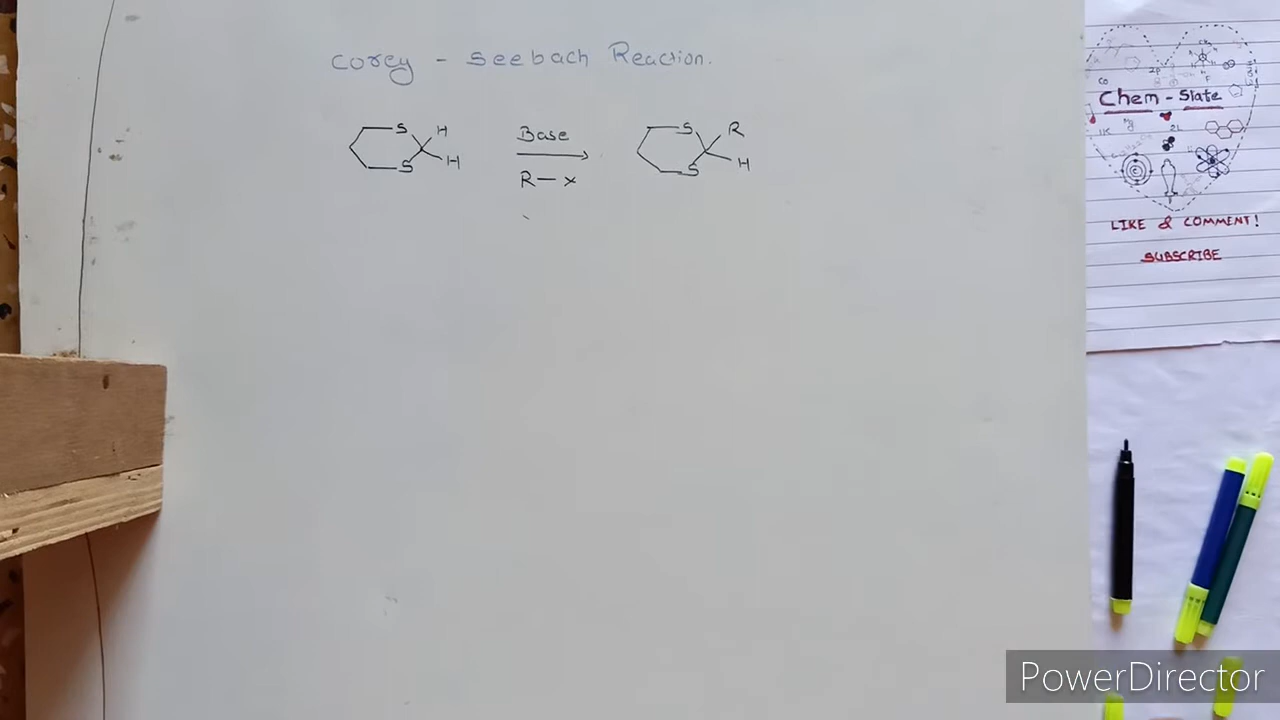 Corey - Seebach Reaction.
S H
S H
Base
R — x
S R
S H
Chem - Slate
LIKE & COMMENT!
SUBSCRIBE
PowerDirector